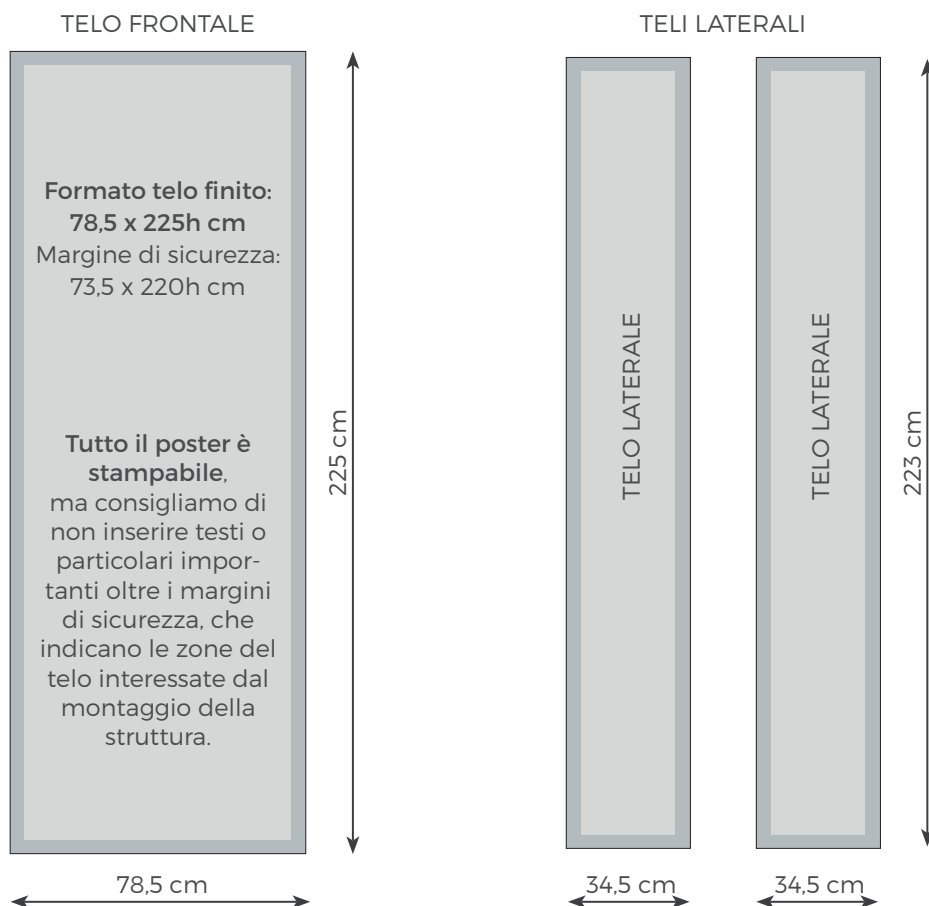 TELO FRONTALE
Formato telo finito:
78,5 x 225h cm
Margine di sicurezza:
73,5 x 220h cm
Tutto il poster è
stampabile,
ma consigliamo di
non inserire testi o
particolari impor-
tanti oltre i margini
di sicurezza, che
indicano le zone del
telo interessate dal
montaggio della
struttura.
225 cm
78,5 cm
TELI LATERALI
TELO LATERALE
TELO LATERALE
223 cm
34,5 cm
34,5 cm